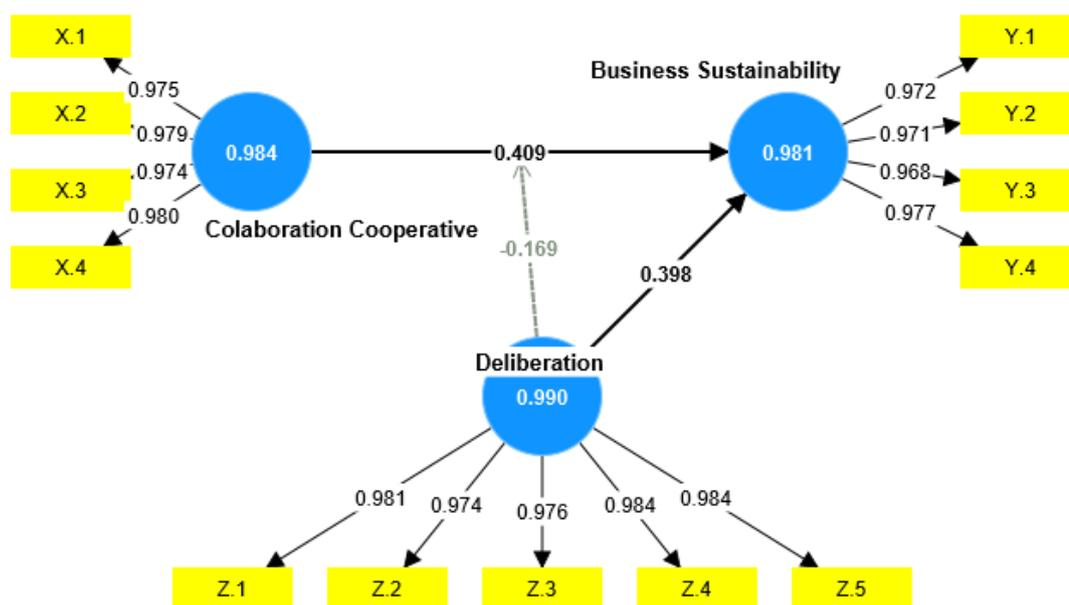 X.1
Y.1
Business Sustainability
0.975
0.972
X.2
Y.2
0.979
0.971
0.984
0.409
0.981
0.974
0.968
X.3
Y.3
0.980
0.977
Colaboration Cooperative
X.4
Y.4
-0.169
0.398
Deliberation
0.990
0.981
0.974
0.976
0.984
0.984
Z.1
Z.2
Z.3
Z.4
Z.5